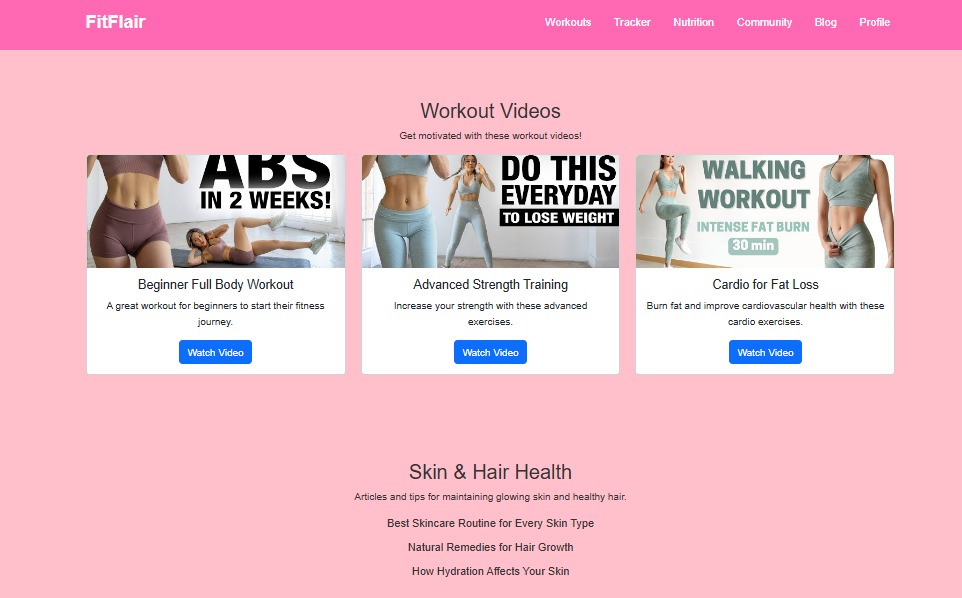 FitFlair
Workouts
Tracker
Nutrition
Community
Blog
Profile
Workout Videos
Get motivated with these workout videos!
ABS
IN 2 WEEKS!
DO THIS
EVERYDAY
TO LOSE WEIGHT
WALKING
WORKOUT
INTENSE FAT BURN
30 min
Beginner Full Body Workout
A great workout for beginners to start their fitness
journey.
Watch Video
Advanced Strength Training
Increase your strength with these advanced
exercises.
Watch Video
Cardio for Fat Loss
Burn fat and improve cardiovascular health with these
cardio exercises.
Watch Video
Skin & Hair Health
Articles and tips for maintaining glowing skin and healthy hair.
Best Skincare Routine for Every Skin Type
Natural Remedies for Hair Growth
How Hydration Affects Your Skin